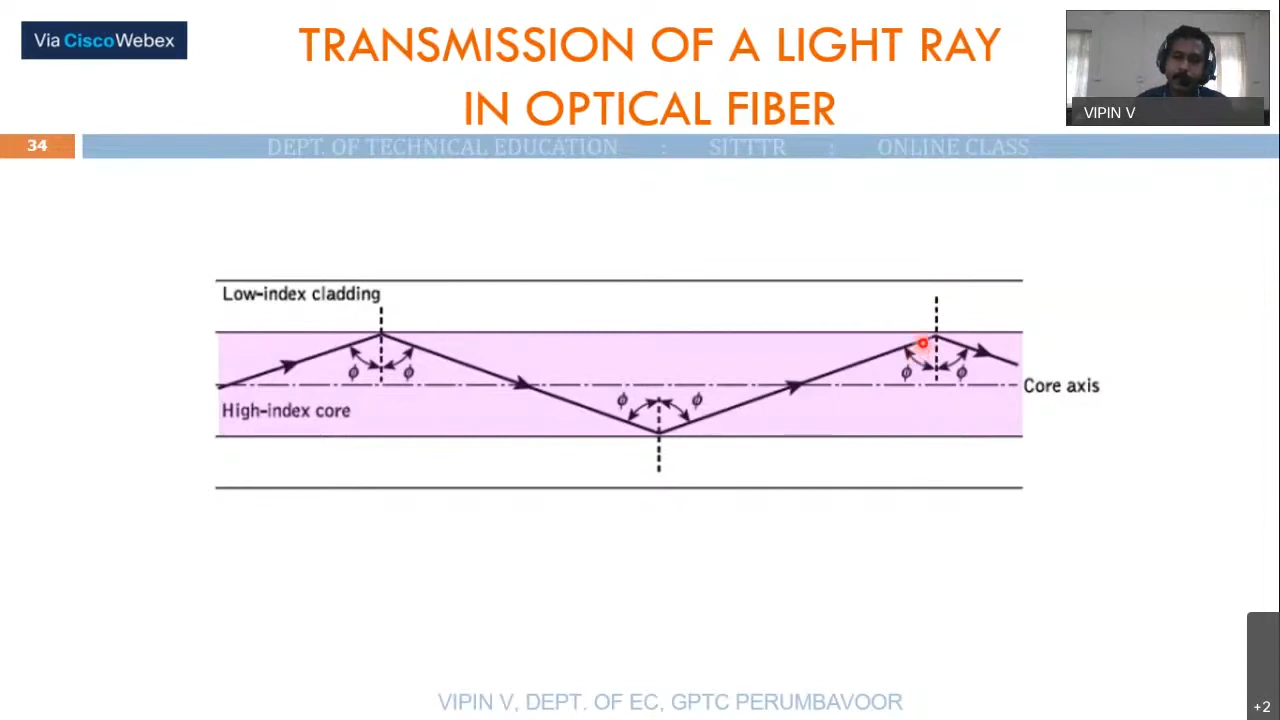 Via CiscoWebex
TRANSMISSION OF A LIGHT RAY
IN OPTICAL FIBER
VIPIN V
34
DEPT. OF TECHNICAL EDUCATION : SITTTR : ONLINE CLASS
Low-index cladding
ϕ ϕ
ϕ ϕ
Core axis
ϕ ϕ
High-index core
VIPIN V, DEPT. OF EC, GPTC PERUMBAVOOR
+2